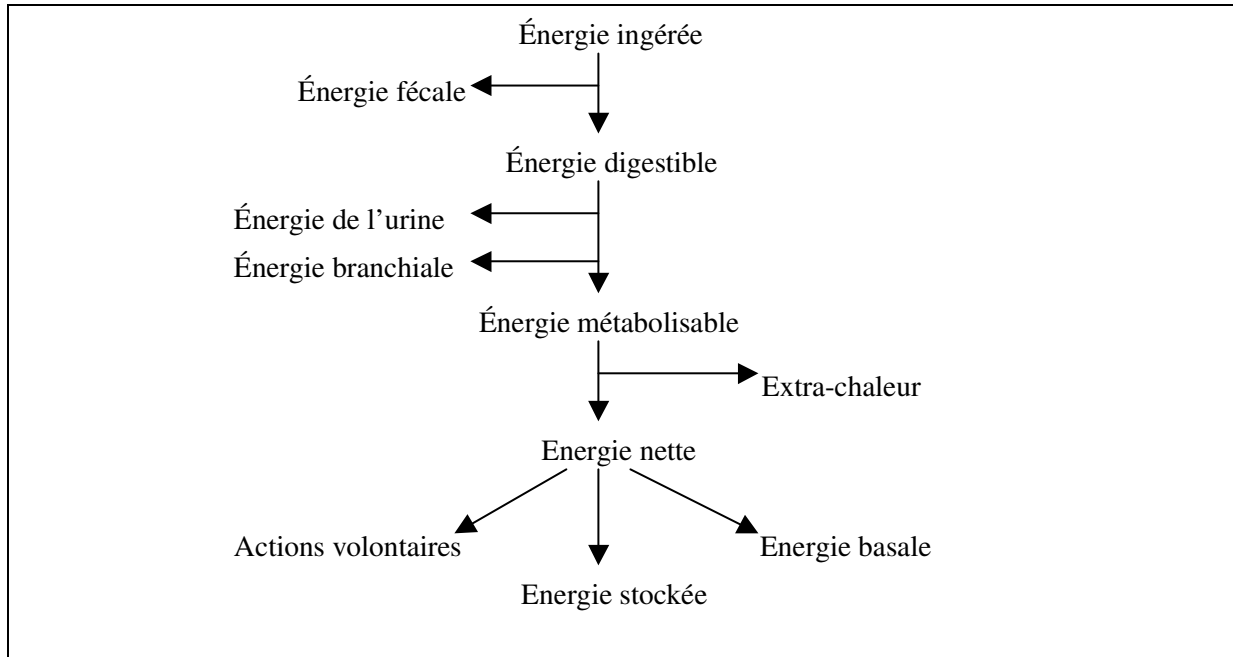 Énergie ingérée
Énergie fécale
Énergie digestible
Énergie de l’urine
Énergie branchiale
Énergie métabolisable
Extra-chaleur
Energie nette
Actions volontaires
Energie basale
Energie stockée